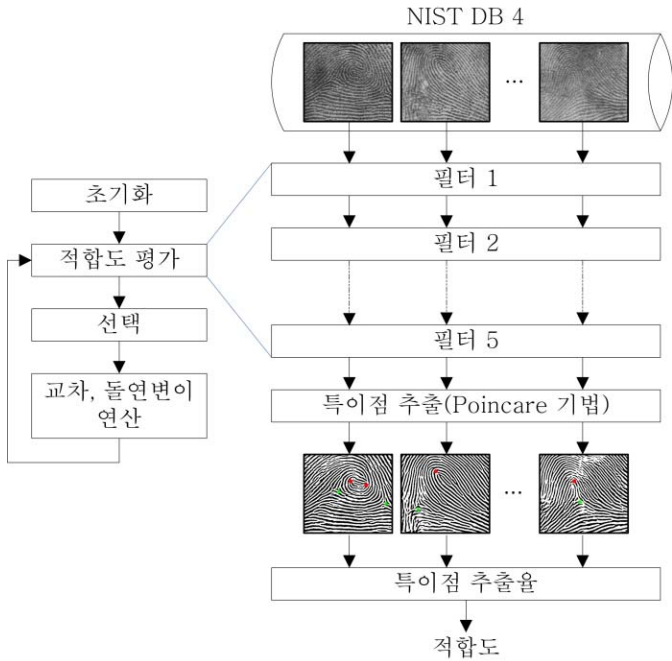 NIST DB 4
...
필터 1
초기화
필터 2
적합도 평가
선택
필터 5
교차, 돌연변이
연산
특이점 추출(Poincare 기법)
...
특이점 추출율
적합도